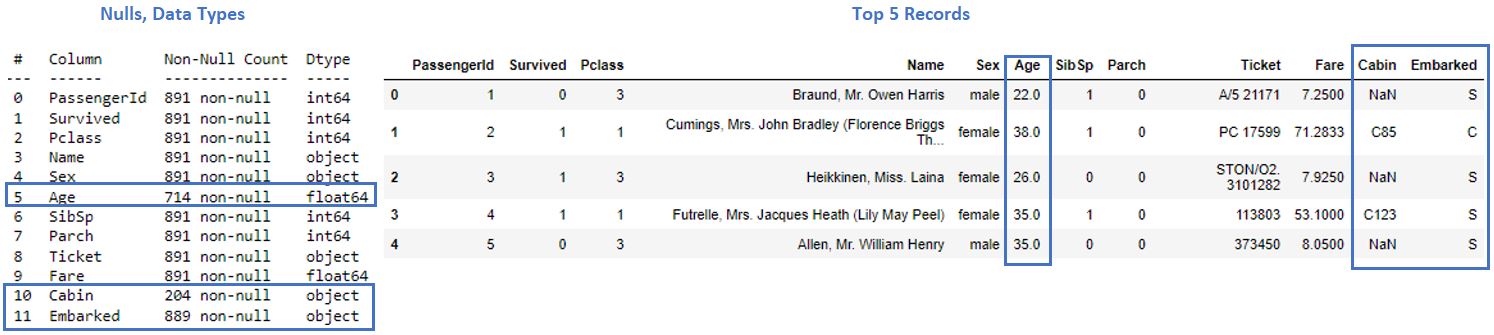 Nulls, Data Types
# Column Non-Null Count Dtype
--- ------ -------------- -----
0 PassengerId 891 non-null int64
1 Survived 891 non-null int64
2 Pclass 891 non-null int64
3 Name 891 non-null object
4 Sex 891 non-null object
5 Age 714 non-null float64
6 SibSp 891 non-null int64
7 Parch 891 non-null int64
8 Ticket 891 non-null object
9 Fare 891 non-null float64
10 Cabin 204 non-null object
11 Embarked 889 non-null object
Top 5 Records
PassengerId Survived Pclass Name Sex Age SibSp Parch Ticket Fare Cabin Embarked
0 1 0 3 Braund, Mr. Owen Harris male 22.0 1 0 A/5 21171 7.2500 NaN S
1 2 1 1 Cumings, Mrs. John Bradley (Florence Briggs Th... female 38.0 1 0 PC 17599 71.2833 C85 C
2 3 1 3 Heikkinen, Miss. Laina female 26.0 0 0 STON/O2. 3101282 7.9250 NaN S
3 4 1 1 Futrelle, Mrs. Jacques Heath (Lily May Peel) female 35.0 1 0 113803 53.1000 C123 S
4 5 0 3 Allen, Mr. William Henry male 35.0 0 0 373450 8.0500 NaN S